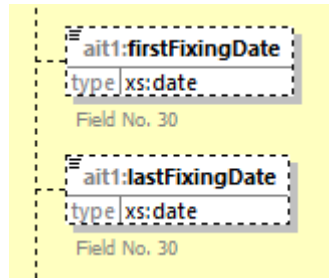 ait1:firstFixingDate
type xs:date
Field No. 30
ait1:lastFixingDate
type xs:date
Field No. 30